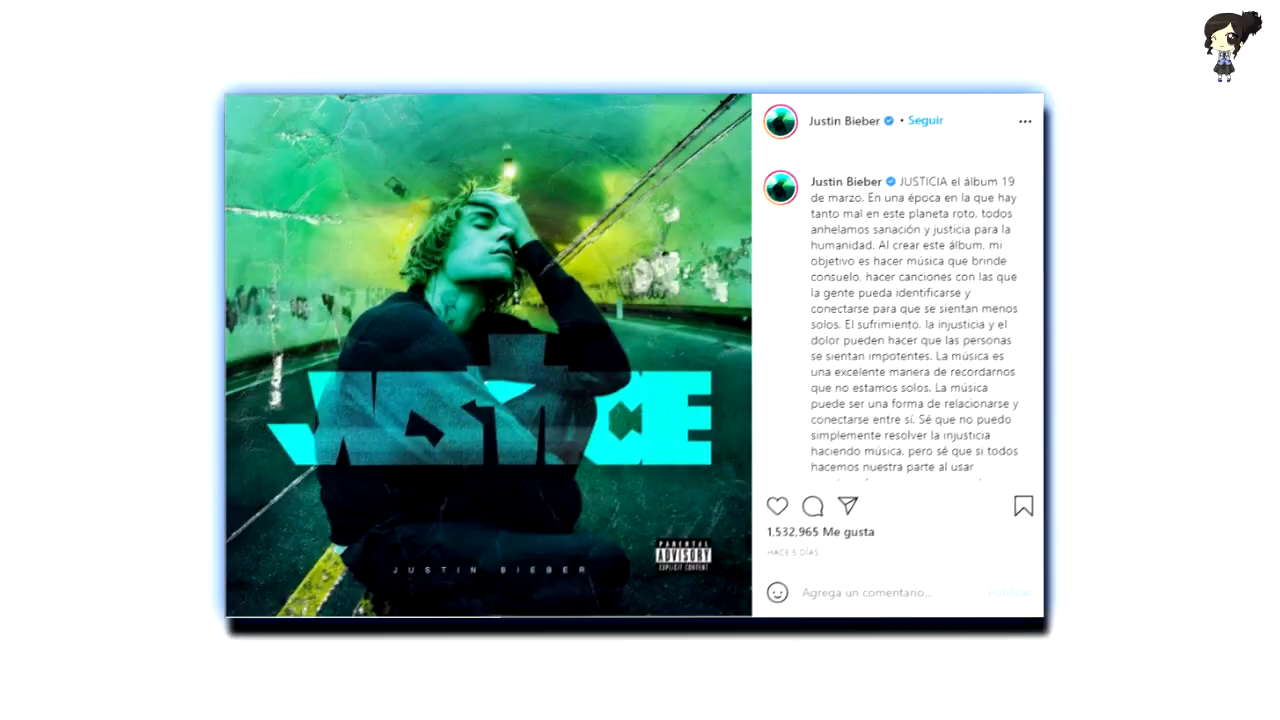 JUSTICE
JUSTIN BIEBER
PARENTAL
ADVISORY
EXPLICIT CONTENT
Justin Bieber • Seguir
Justin Bieber JUSTICIA el álbum 19
de marzo. En una época en la que hay
tanto mal en este planeta roto, todos
anhelamos sanación y justicia para la
humanidad. Al crear este álbum, mi
objetivo es hacer música que brinde
consuelo, hacer canciones con las que
la gente pueda identificarse y
conectarse para que se sientan menos
solos. El sufrimiento, la injusticia y el
dolor pueden hacer que las personas
se sientan impotentes. La música es
una excelente manera de recordarnos
que no estamos solos. La música
puede ser una forma de relacionarse y
conectarse entre sí. Sé que no puedo
simplemente resolver la injusticia
haciendo música, pero sé que si todos
hacemos nuestra parte al usar
1,532,965 Me gusta
HACE 5 DÍAS
Agrega un comentario... Publicar